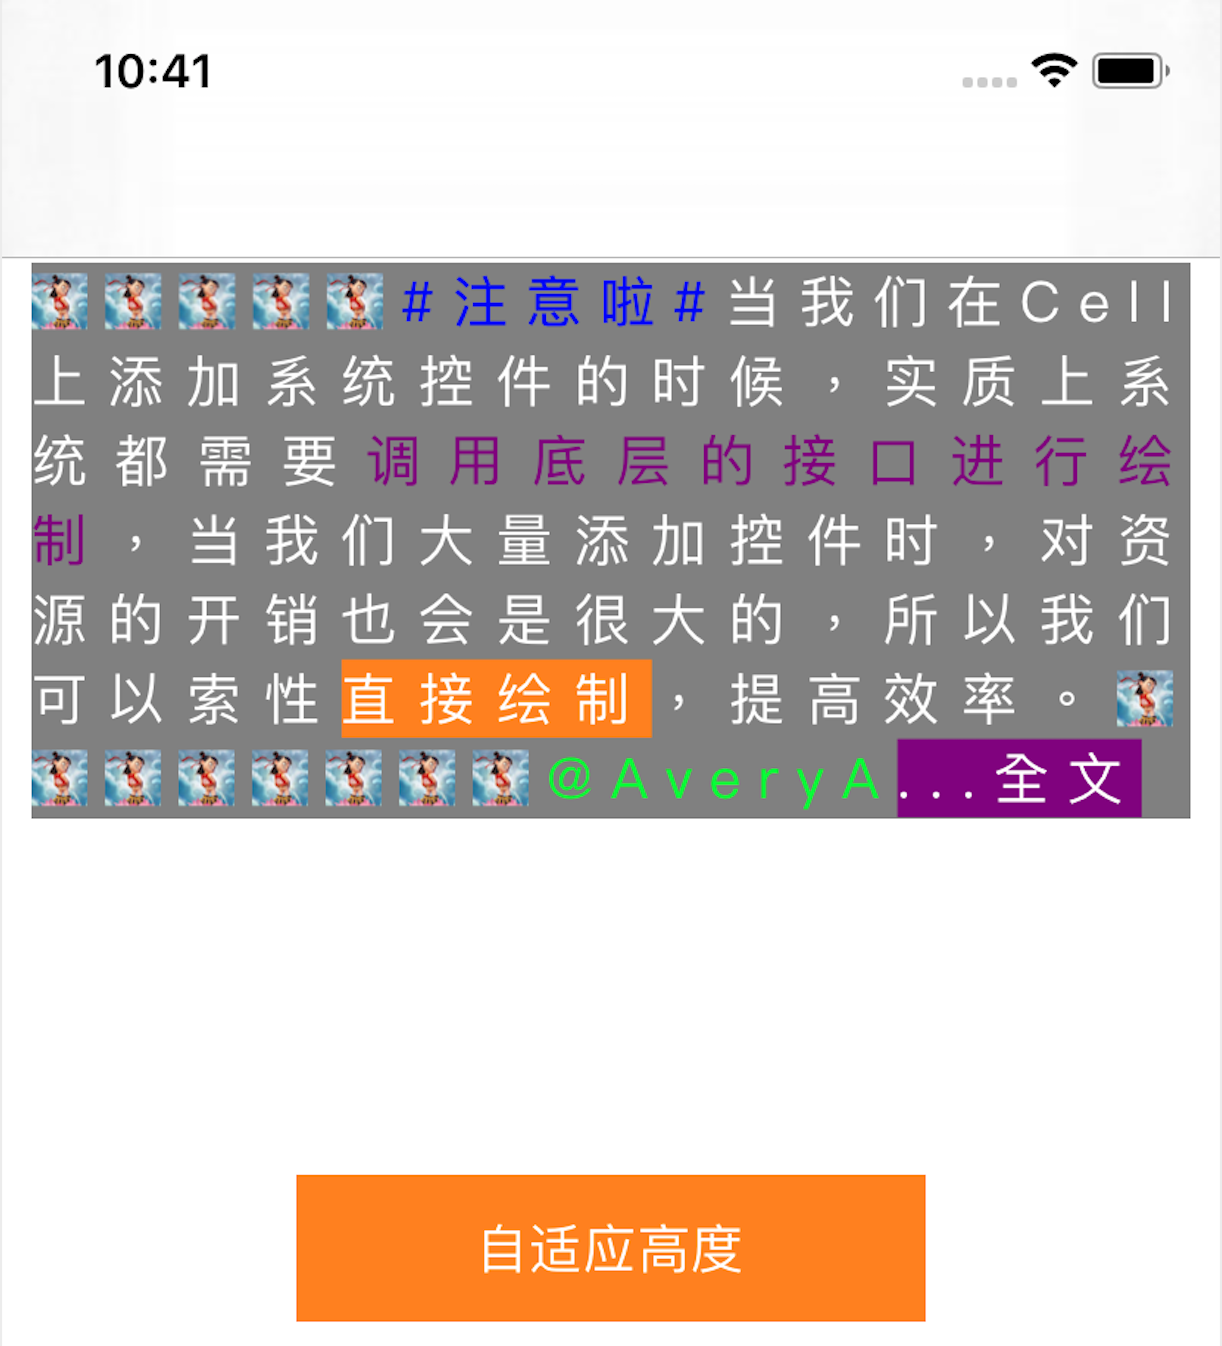 10:41
#注意啦#当我们在Cell
上添加系统控件的时候，实质上系
统都需要调用底层的接口进行绘
制，当我们大量添加控件时，对资
源的开销也会是很大的，所以我们
可以索性直接绘制，提高效率。
@AveryA...全文
自适应高度